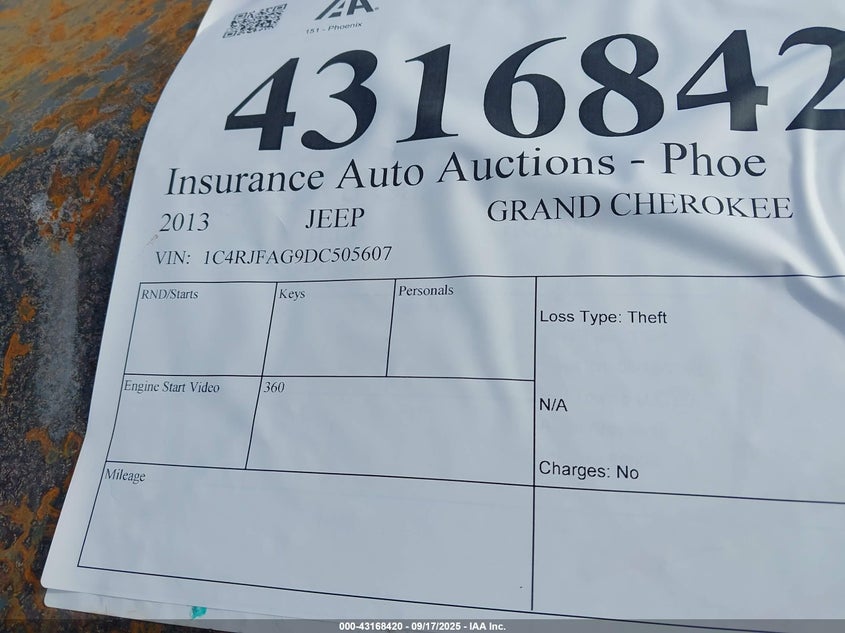 IAA
151 - Phoenix
4316842
Insurance Auto Auctions - Phoe
2013 JEEP GRAND CHEROKEE
VIN: 1C4RJFAG9DC505607
RND/Starts Keys Personals
Loss Type: Theft
Engine Start Video 360
N/A
Charges: No
Mileage
000-43168420 - 09/17/2025 - IAA Inc.